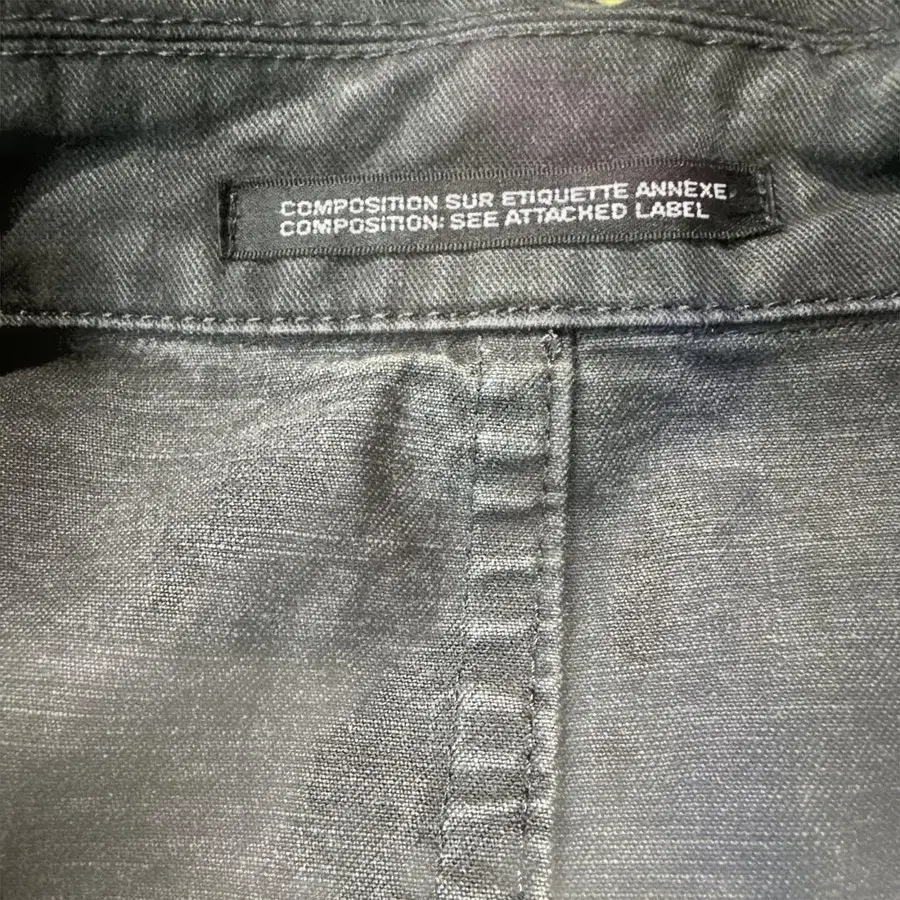 COMPOSITION SUR ETIQUETTE ANNEXE.
COMPOSITION: SEE ATTACHED LABEL